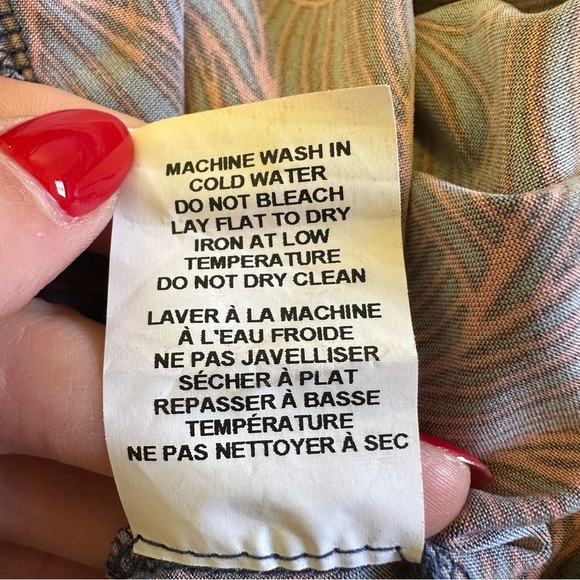 MACHINE WASH IN
COLD WATER
DO NOT BLEACH
LAY FLAT TO DRY
IRON AT LOW
TEMPERATURE
DO NOT DRY CLEAN
LAVER À LA MACHINE
À L'EAU FROIDE
NE PAS JAVELLISER
SÉCHER À PLAT
REPASSER À BASSE
TEMPÉRATURE
NE PAS NETTOYER À SEC